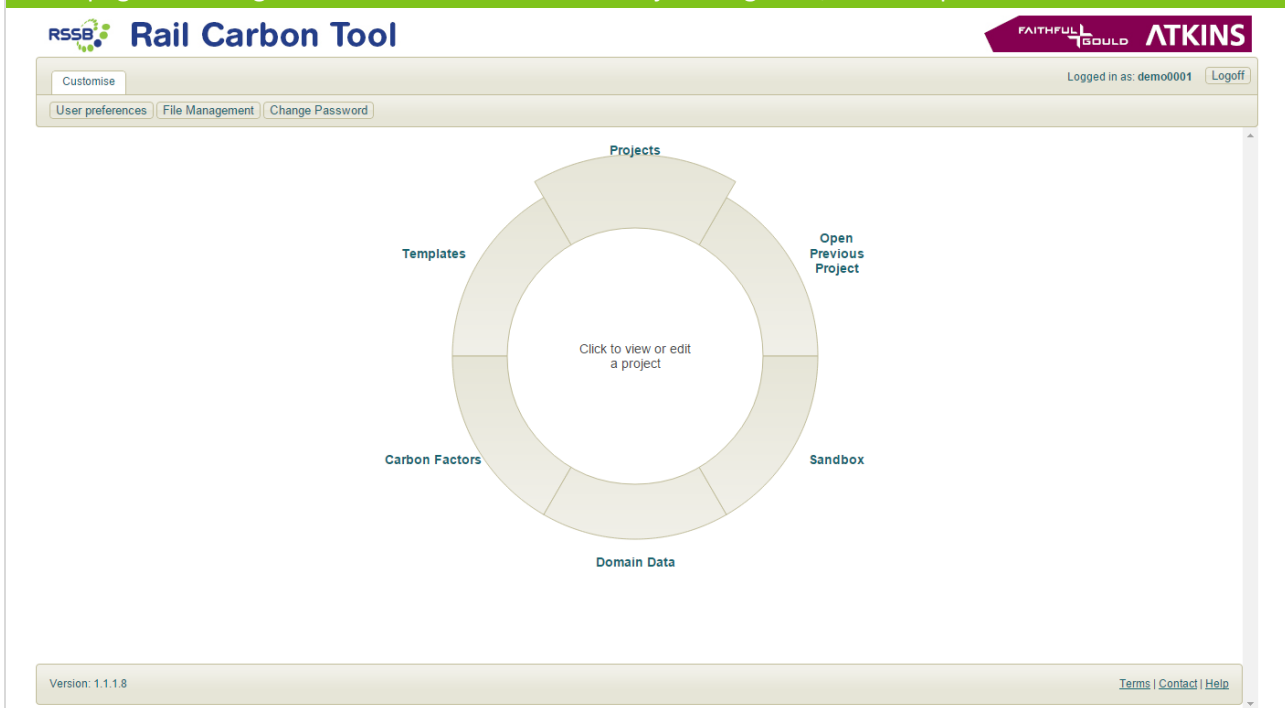 RSSB Rail Carbon Tool
FAITHFUL GOULD ATKINS
Customise
Logged in as: demo0001 Logoff
User preferences File Management Change Password
Projects
Open
Previous
Project
Templates
Click to view or edit
a project
Carbon Factors
Sandbox
Domain Data
Version: 1.1.1.8
Terms | Contact | Help